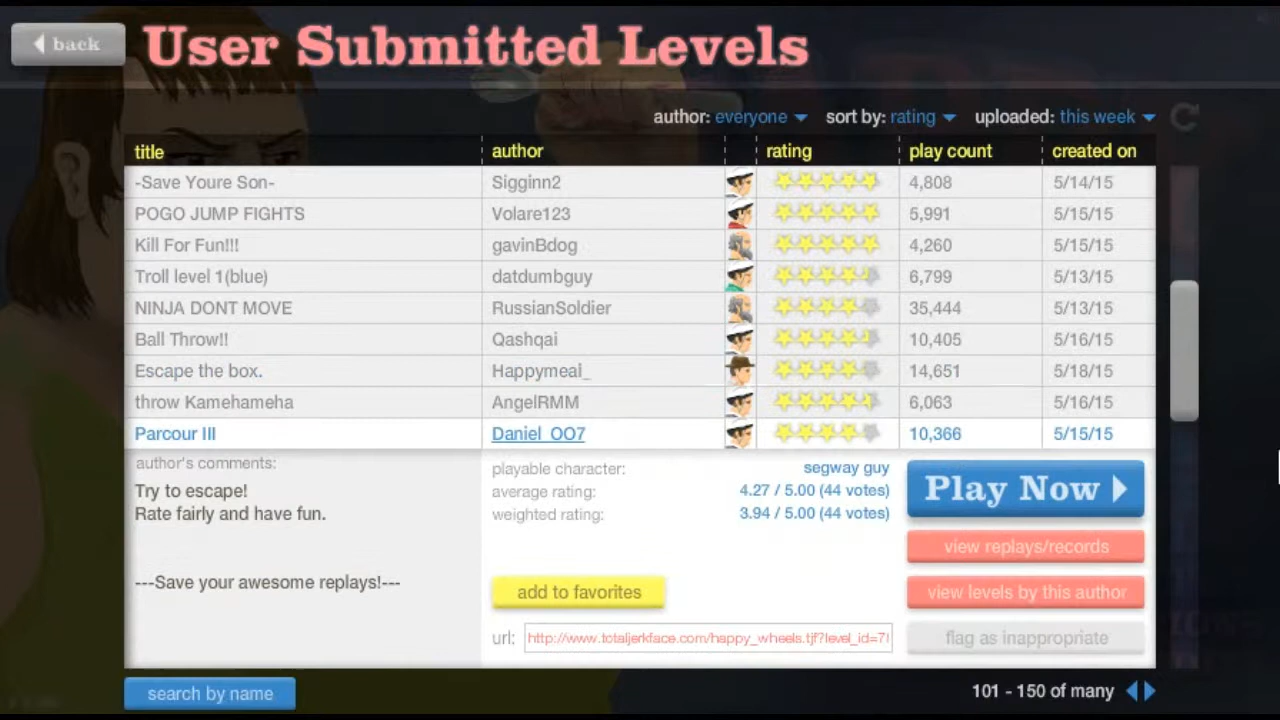 back
User Submitted Levels
author: everyone sort by: rating uploaded: this week
title author rating play count created on
-Save Youre Son- Sigginn2 4,808 5/14/15
POGO JUMP FIGHTS Volare123 5,991 5/15/15
Kill For Fun!!! gavinBdog 4,260 5/15/15
Troll level 1(blue) datdumbguy 6,799 5/13/15
NINJA DONT MOVE RussianSoldier 35,444 5/13/15
Ball Throw!! Qashqai 10,405 5/16/15
Escape the box. Happymeal_ 14,651 5/18/15
throw Kamehameha AngelRMM 6,063 5/16/15
Parcour III Daniel_OO7 10,366 5/15/15
author's comments:
Try to escape!
Rate fairly and have fun.
---Save your awesome replays!---
playable character: segway guy
average rating: 4.27 / 5.00 (44 votes)
weighted rating: 3.94 / 5.00 (44 votes)
add to favorites
url: http://www.totaljerkface.com/happy_wheels.tjf?level_id=7
Play Now
view replays/records
view levels by this author
flag as inappropriate
search by name
101 - 150 of many